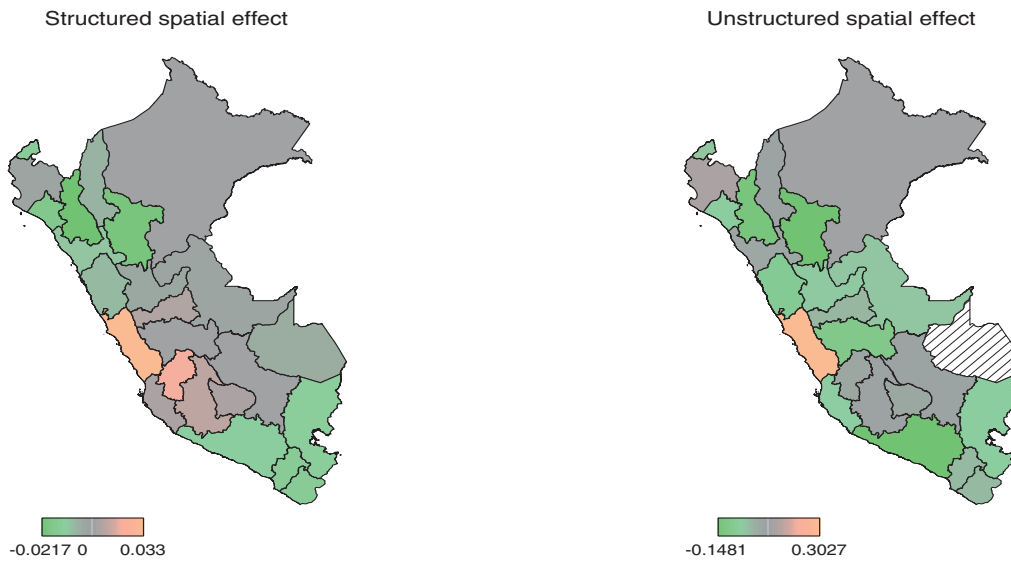 Structured spatial effect
Unstructured spatial effect
-0.0217 0 0.033
-0.1481 0.3027